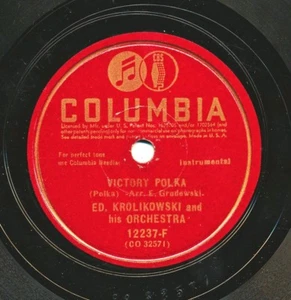 COLUMBIA
For perfect tone
use Columbia Needles
Instrumental
VICTORY POLKA
(Polka) -Arr. E. Grudewski-
ED. KROLIKOWSKI and
his ORCHESTRA
12237-F
(CO 32571)